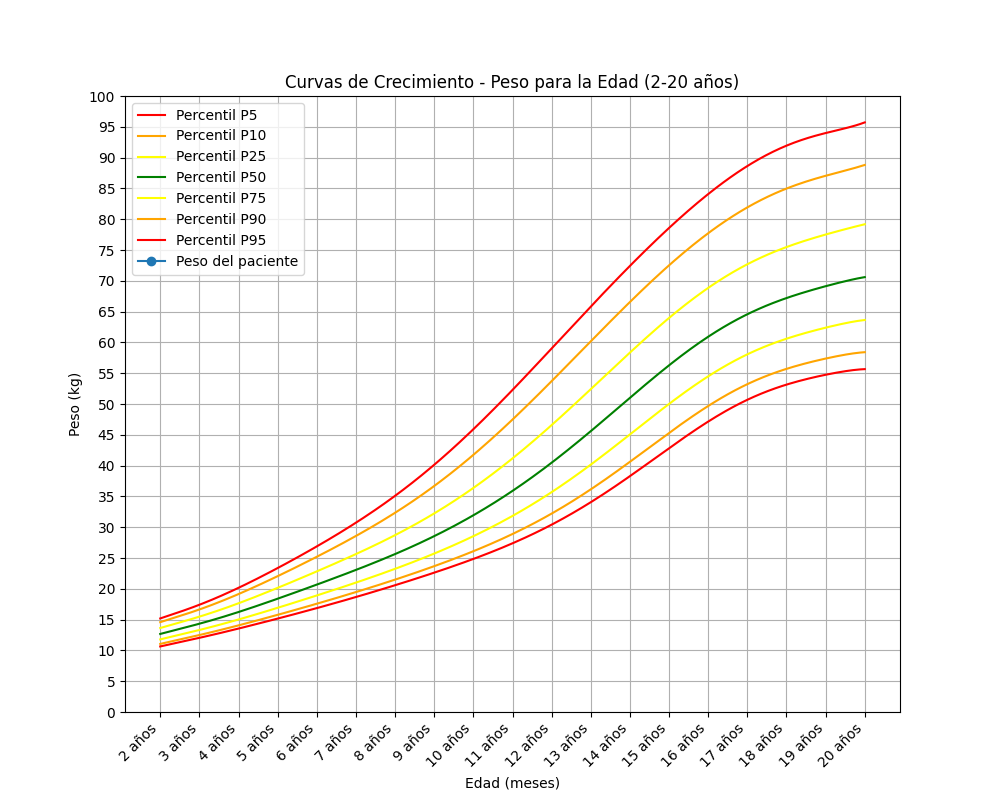 Curvas de Crecimiento - Peso para la Edad (2-20 años)
Percentil P5
Percentil P10
Percentil P25
Percentil P50
Percentil P75
Percentil P90
Percentil P95
Peso del paciente
Peso (kg)
100
95
90
85
80
75
70
65
60
55
50
45
40
35
30
25
20
15
10
5
0
2 años
3 años
4 años
5 años
6 años
7 años
8 años
9 años
10 años
11 años
12 años
13 años
14 años
15 años
16 años
17 años
18 años
19 años
20 años
Edad (meses)